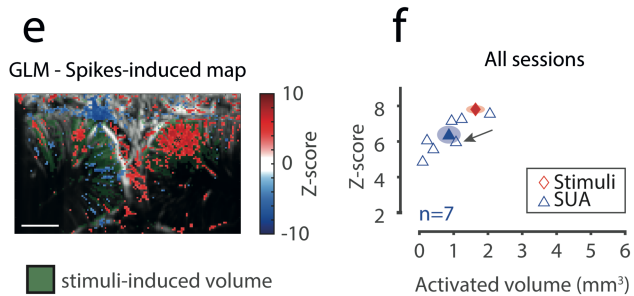 e
GLM - Spikes-induced map
10
0
-10
Z-score
stimuli-induced volume
f
All sessions
8
6
4
2
Z-score
n=7
Stimuli
SUA
0 1 2 3 4 5 6
Activated volume (mm³)